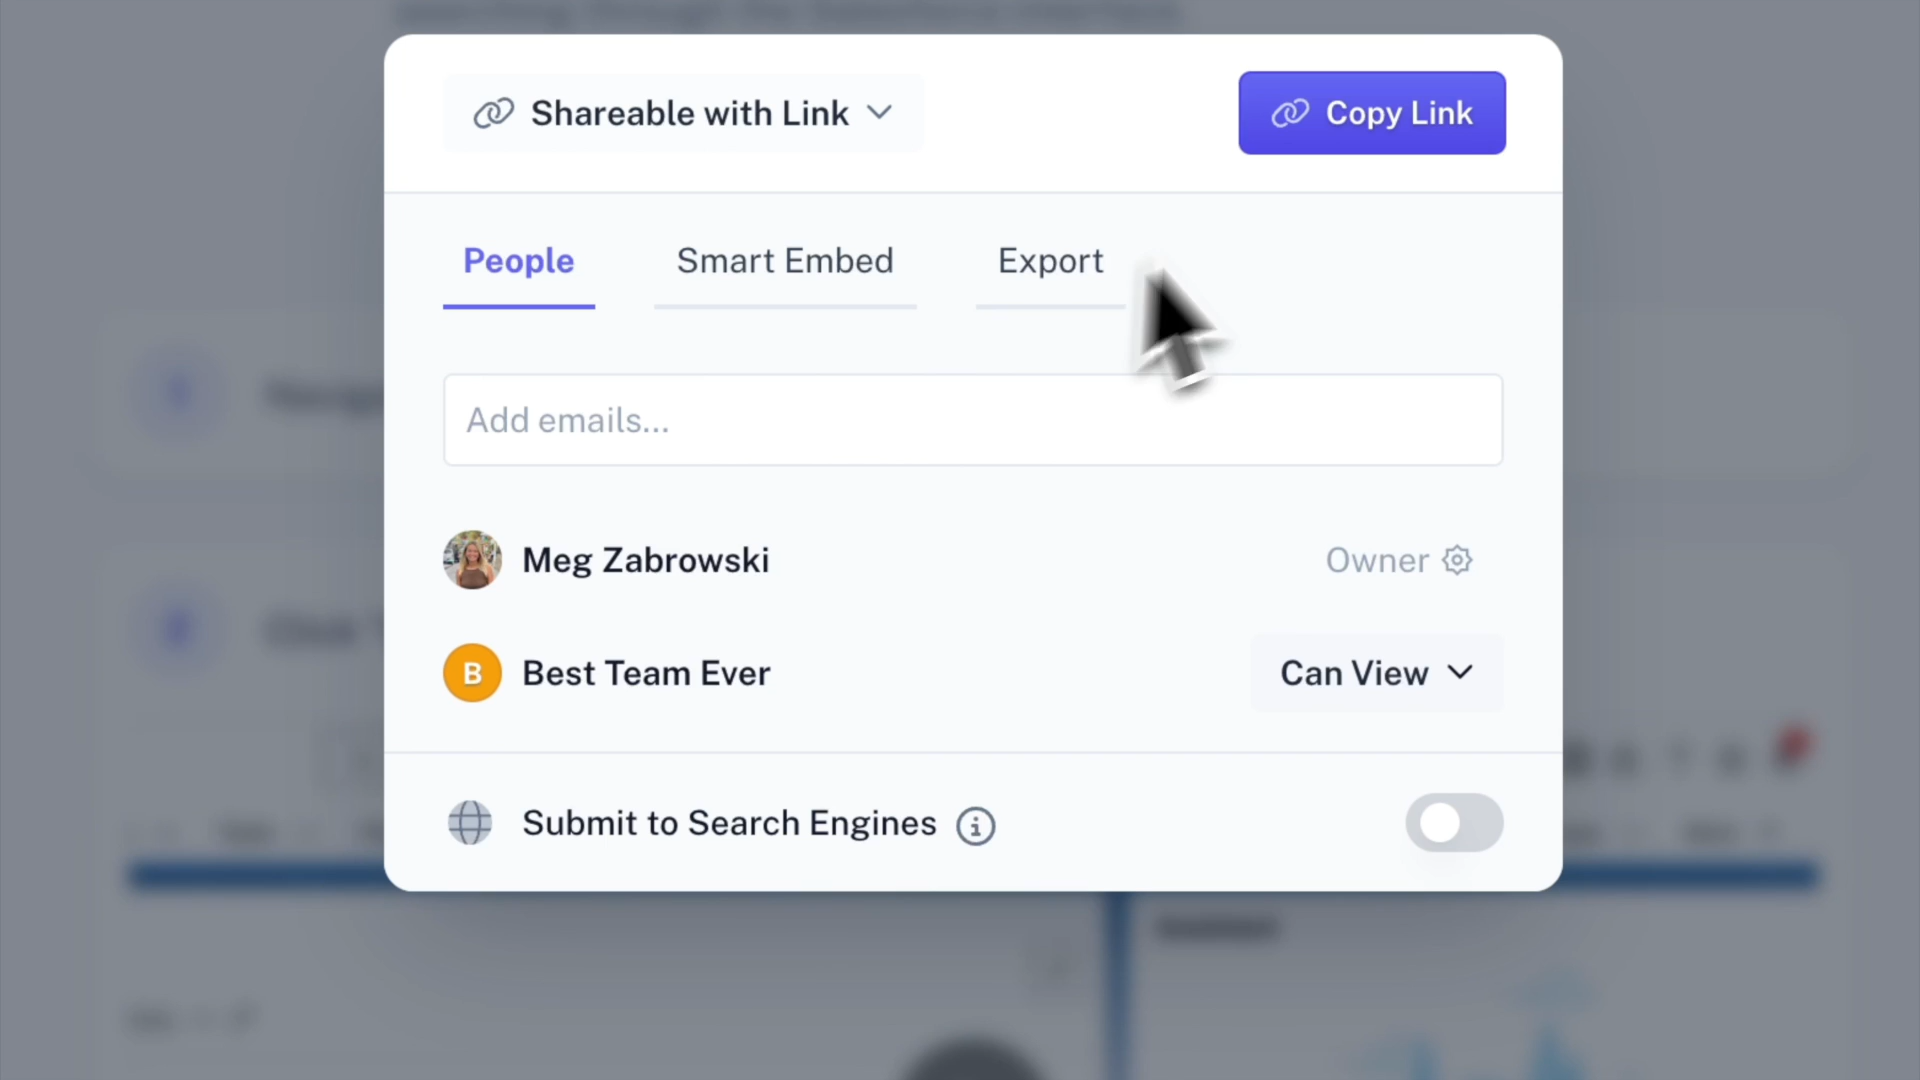 Shareable with Link
Copy Link
People
Smart Embed
Export
Add emails...
Meg Zabrowski
Owner
B
Best Team Ever
Can View
Submit to Search Engines